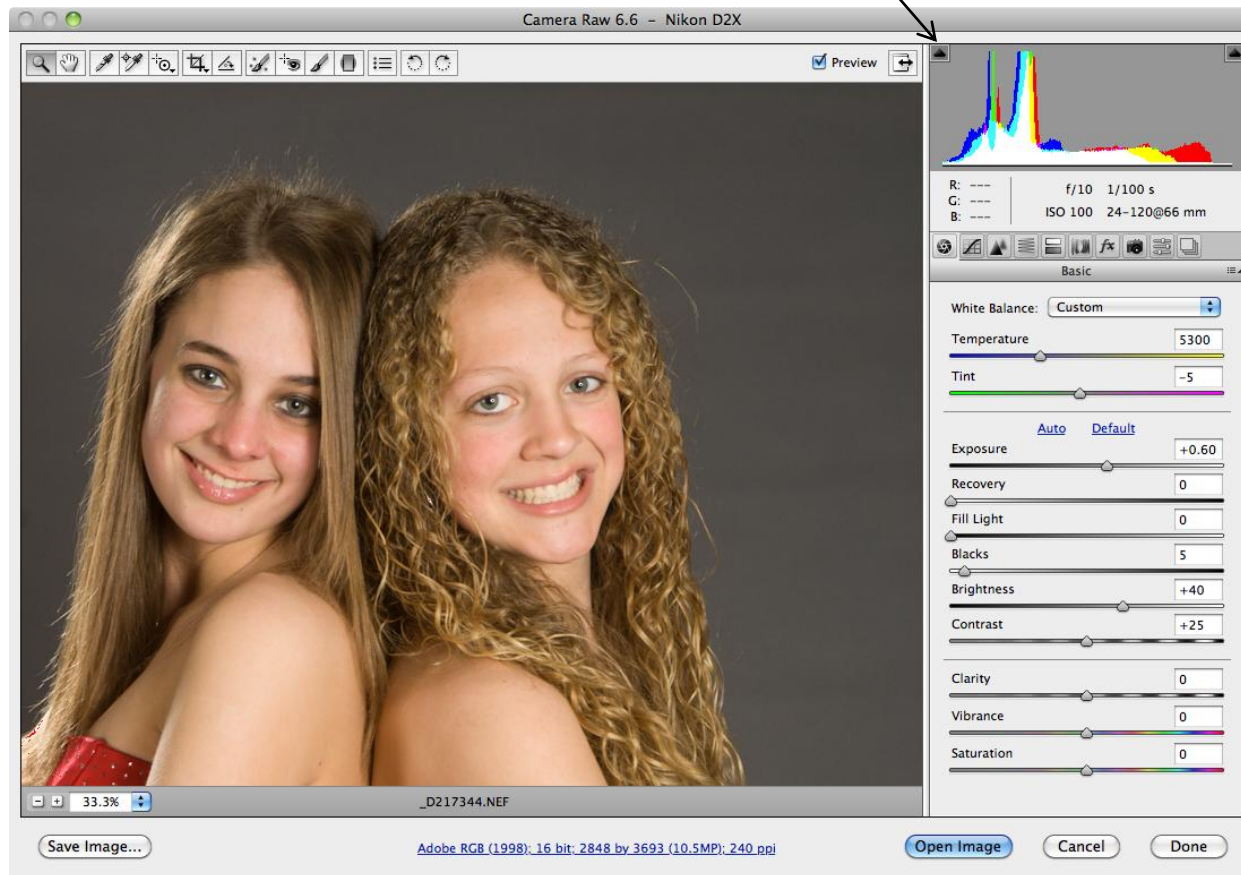 Camera Raw 6.6 – Nikon D2X
Preview
R: ---
G: ---
B: ---
f/10 1/100 s
ISO 100 24–120@66 mm
fx
Basic
White Balance: Custom
Temperature 5300
Tint -5
Auto Default
Exposure +0.60
Recovery 0
Fill Light 0
Blacks 5
Brightness +40
Contrast +25
Clarity 0
Vibrance 0
Saturation 0
- + 33.3%
_D217344.NEF
Save Image...
Adobe RGB (1998); 16 bit; 2848 by 3693 (10.5MP); 240 ppi
Open Image
Cancel
Done